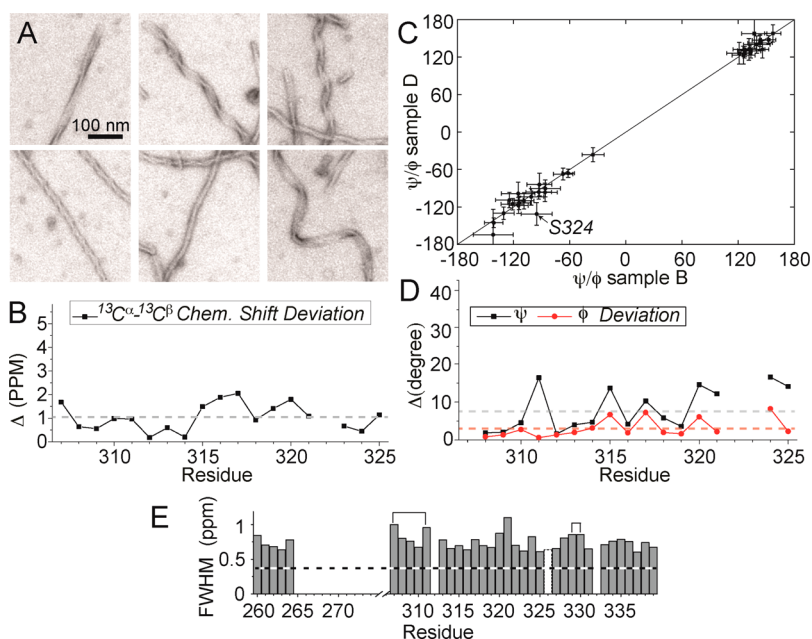 A
100 nm
B
¹³Cᵅ-¹³Cᵝ Chem. Shift Deviation
Δ (PPM)
5
4
3
2
1
0
310 315 320 325
Residue
C
ψ/ϕ sample D
180
120
60
0
-60
-120
-180
S324
-180 -120 -60 0 60 120 180
ψ/ϕ sample B
D
ψ ϕ Deviation
Δ(degree)
40
30
20
10
0
310 315 320 325
Residue
E
FWHM (ppm)
1
0.5
0
260 265 270 310 315 320 325 330 335
Residue